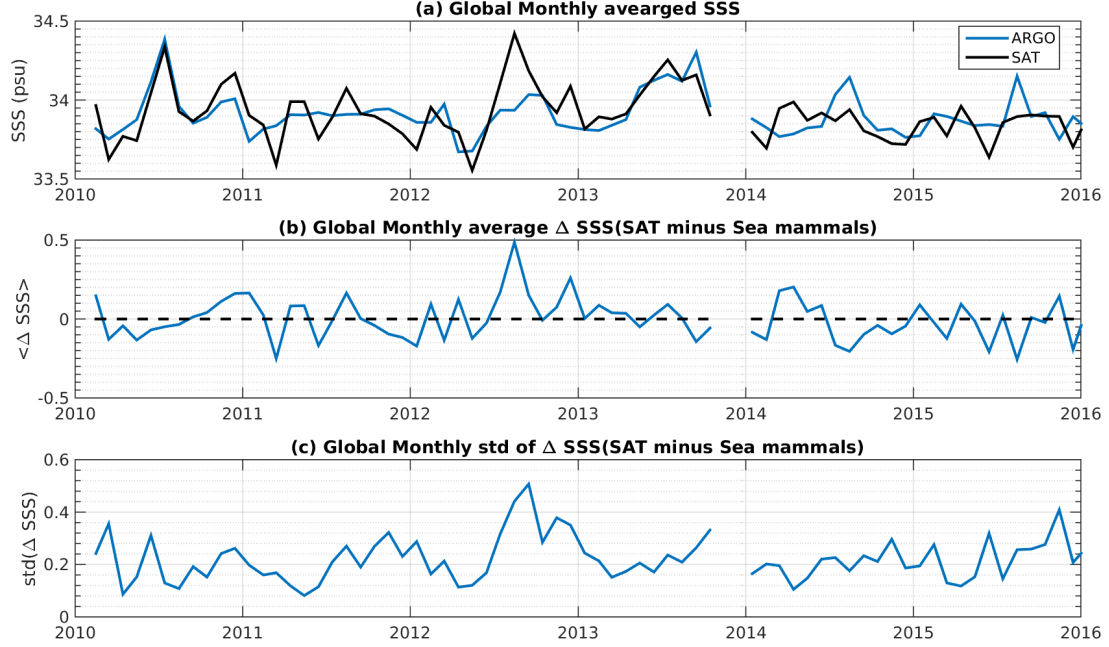 (a) Global Monthly avearged SSS
SSS (psu)
34.5
34
33.5
ARGO
SAT
2010 2011 2012 2013 2014 2015 2016
(b) Global Monthly average Δ SSS(SAT minus Sea mammals)
<Δ SSS>
0.5
0
-0.5
2010 2011 2012 2013 2014 2015 2016
(c) Global Monthly std of Δ SSS(SAT minus Sea mammals)
std(Δ SSS)
0.6
0.4
0.2
0
2010 2011 2012 2013 2014 2015 2016